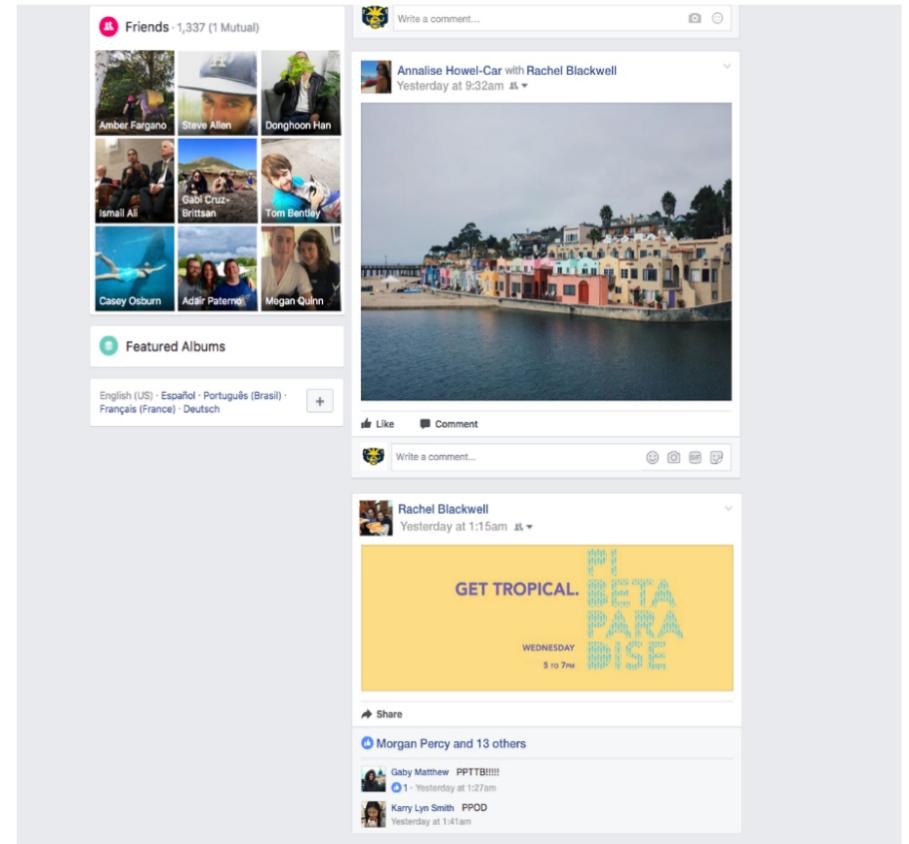 Friends · 1,337 (1 Mutual)
Amber Fargano
Steve Allen
Donghoon Han
Ismail Ali
Gabi Cruz-
Brittsan
Tom Bentley
Casey Osburn
Adair Paterno
Megan Quinn
Featured Albums
English (US) · Español · Português (Brasil) ·
Français (France) · Deutsch
+
Write a comment...
Annalise Howel-Car with Rachel Blackwell
Yesterday at 9:32am
Like
Comment
Write a comment...
GIF
Rachel Blackwell
Yesterday at 1:15am
GET TROPICAL.
WEDNESDAY
5 TO 7PM
PI
BETA
PARA
DISE
Share
Morgan Percy and 13 others
Gaby Matthew PPTTB!!!!!
1 · Yesterday at 1:27am
Karry Lyn Smith PPOD
Yesterday at 1:41am